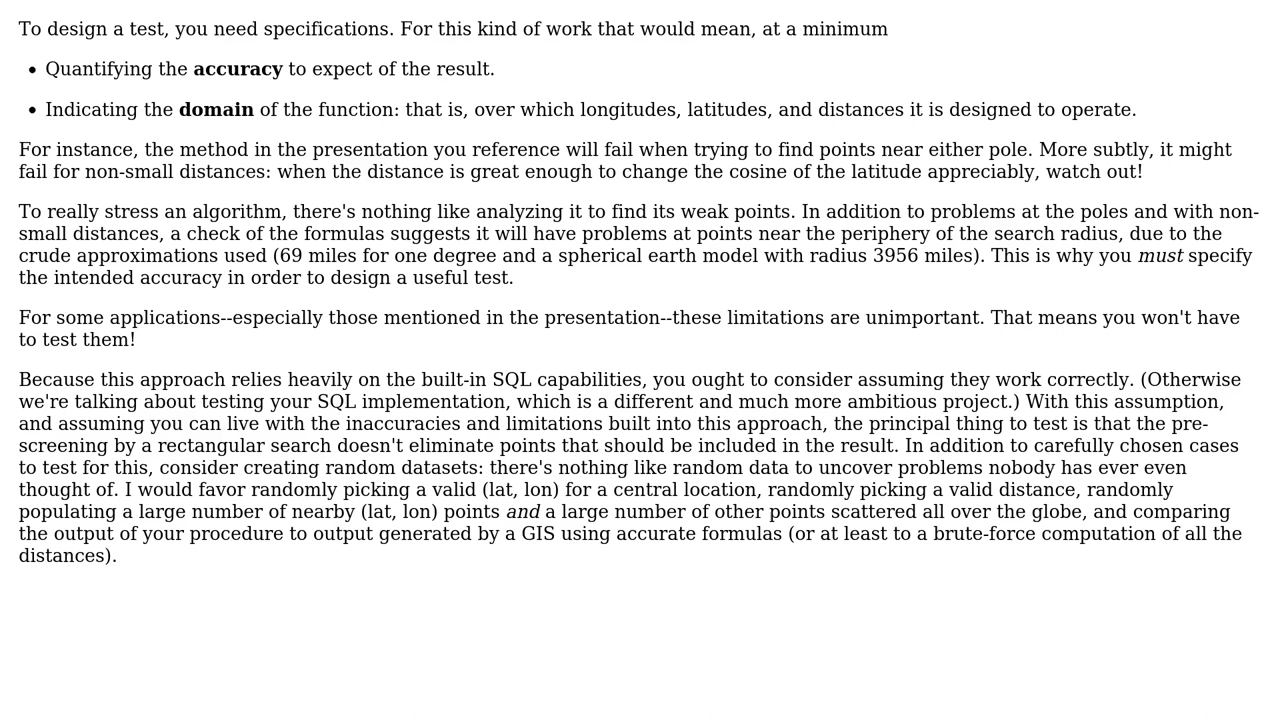 To design a test, you need specifications. For this kind of work that would mean, at a minimum
• Quantifying the accuracy to expect of the result.
• Indicating the domain of the function: that is, over which longitudes, latitudes, and distances it is designed to operate.
For instance, the method in the presentation you reference will fail when trying to find points near either pole. More subtly, it might
fail for non-small distances: when the distance is great enough to change the cosine of the latitude appreciably, watch out!
To really stress an algorithm, there's nothing like analyzing it to find its weak points. In addition to problems at the poles and with non-
small distances, a check of the formulas suggests it will have problems at points near the periphery of the search radius, due to the
crude approximations used (69 miles for one degree and a spherical earth model with radius 3956 miles). This is why you must specify
the intended accuracy in order to design a useful test.
For some applications--especially those mentioned in the presentation--these limitations are unimportant. That means you won't have
to test them!
Because this approach relies heavily on the built-in SQL capabilities, you ought to consider assuming they work correctly. (Otherwise
we're talking about testing your SQL implementation, which is a different and much more ambitious project.) With this assumption,
and assuming you can live with the inaccuracies and limitations built into this approach, the principal thing to test is that the pre-
screening by a rectangular search doesn't eliminate points that should be included in the result. In addition to carefully chosen cases
to test for this, consider creating random datasets: there's nothing like random data to uncover problems nobody has ever even
thought of. I would favor randomly picking a valid (lat, lon) for a central location, randomly picking a valid distance, randomly
populating a large number of nearby (lat, lon) points and a large number of other points scattered all over the globe, and comparing
the output of your procedure to output generated by a GIS using accurate formulas (or at least to a brute-force computation of all the
distances).